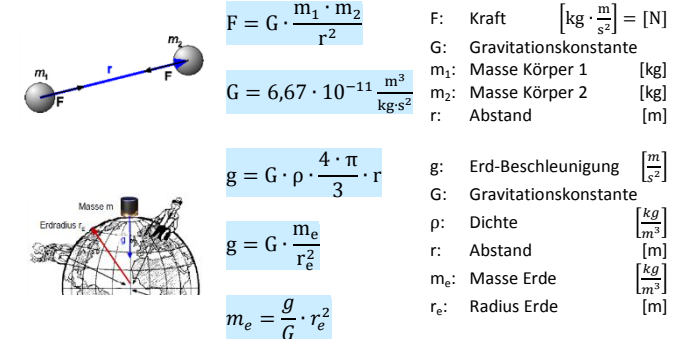 m₁
r
m₂
F
F
F = G · (m₁ · m₂)/r²
G = 6,67 · 10⁻¹¹ m³/(kg·s²)
F: Kraft [kg · m/s²] = [N]
G: Gravitationskonstante
m₁: Masse Körper 1 [kg]
m₂: Masse Körper 2 [kg]
r: Abstand [m]
Masse m
Erdradius rₑ
g
g = G · ρ · (4 · π)/3 · r
g = G · mₑ/rₑ²
mₑ = g/G · rₑ²
g: Erd-Beschleunigung [m/s²]
G: Gravitationskonstante
ρ: Dichte [kg/m³]
r: Abstand [m]
mₑ: Masse Erde [kg/m³]
rₑ: Radius Erde [m]